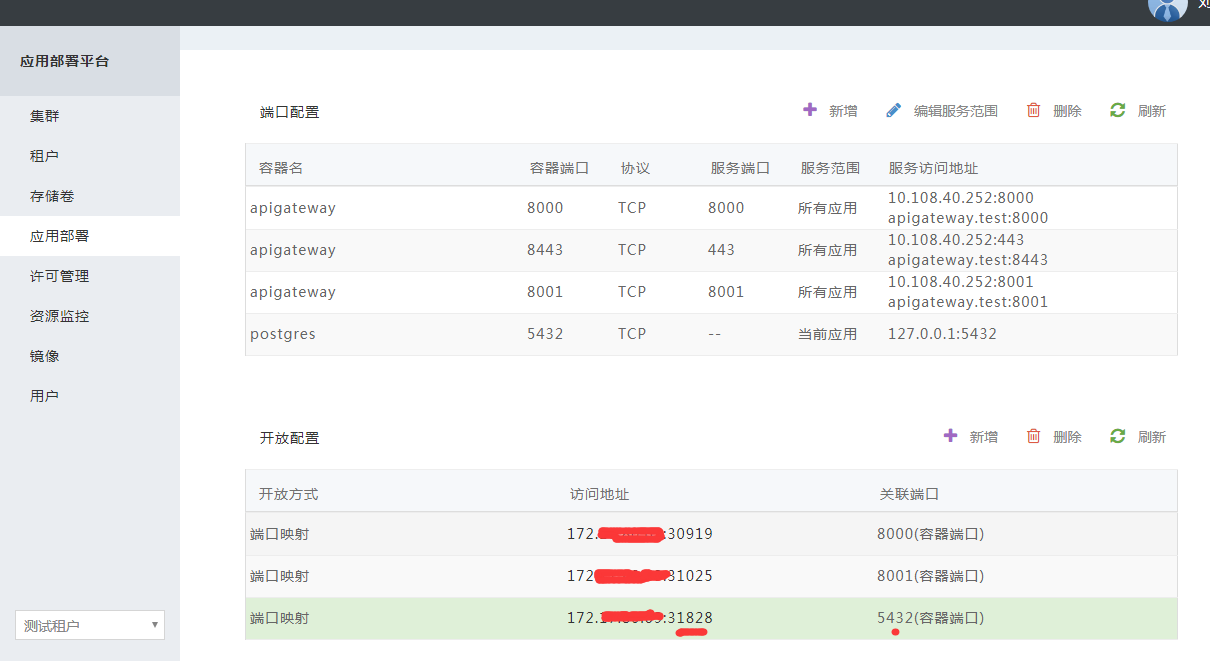 应用部署平台
集群
租户
存储卷
应用部署
许可管理
资源监控
镜像
用户
测试租户
端口配置
新增 编辑服务范围 删除 刷新
容器名 容器端口 协议 服务端口 服务范围 服务访问地址
apigateway 8000 TCP 8000 所有应用 10.108.40.252:8000
apigateway.test:8000
apigateway 8443 TCP 443 所有应用 10.108.40.252:443
apigateway.test:8443
apigateway 8001 TCP 8001 所有应用 10.108.40.252:8001
apigateway.test:8001
postgres 5432 TCP -- 当前应用 127.0.0.1:5432
开放配置
新增 删除 刷新
开放方式 访问地址 关联端口
端口映射 172. :30919 8000(容器端口)
端口映射 172 31025 8001(容器端口)
端口映射 172. :31828 5432(容器端口)